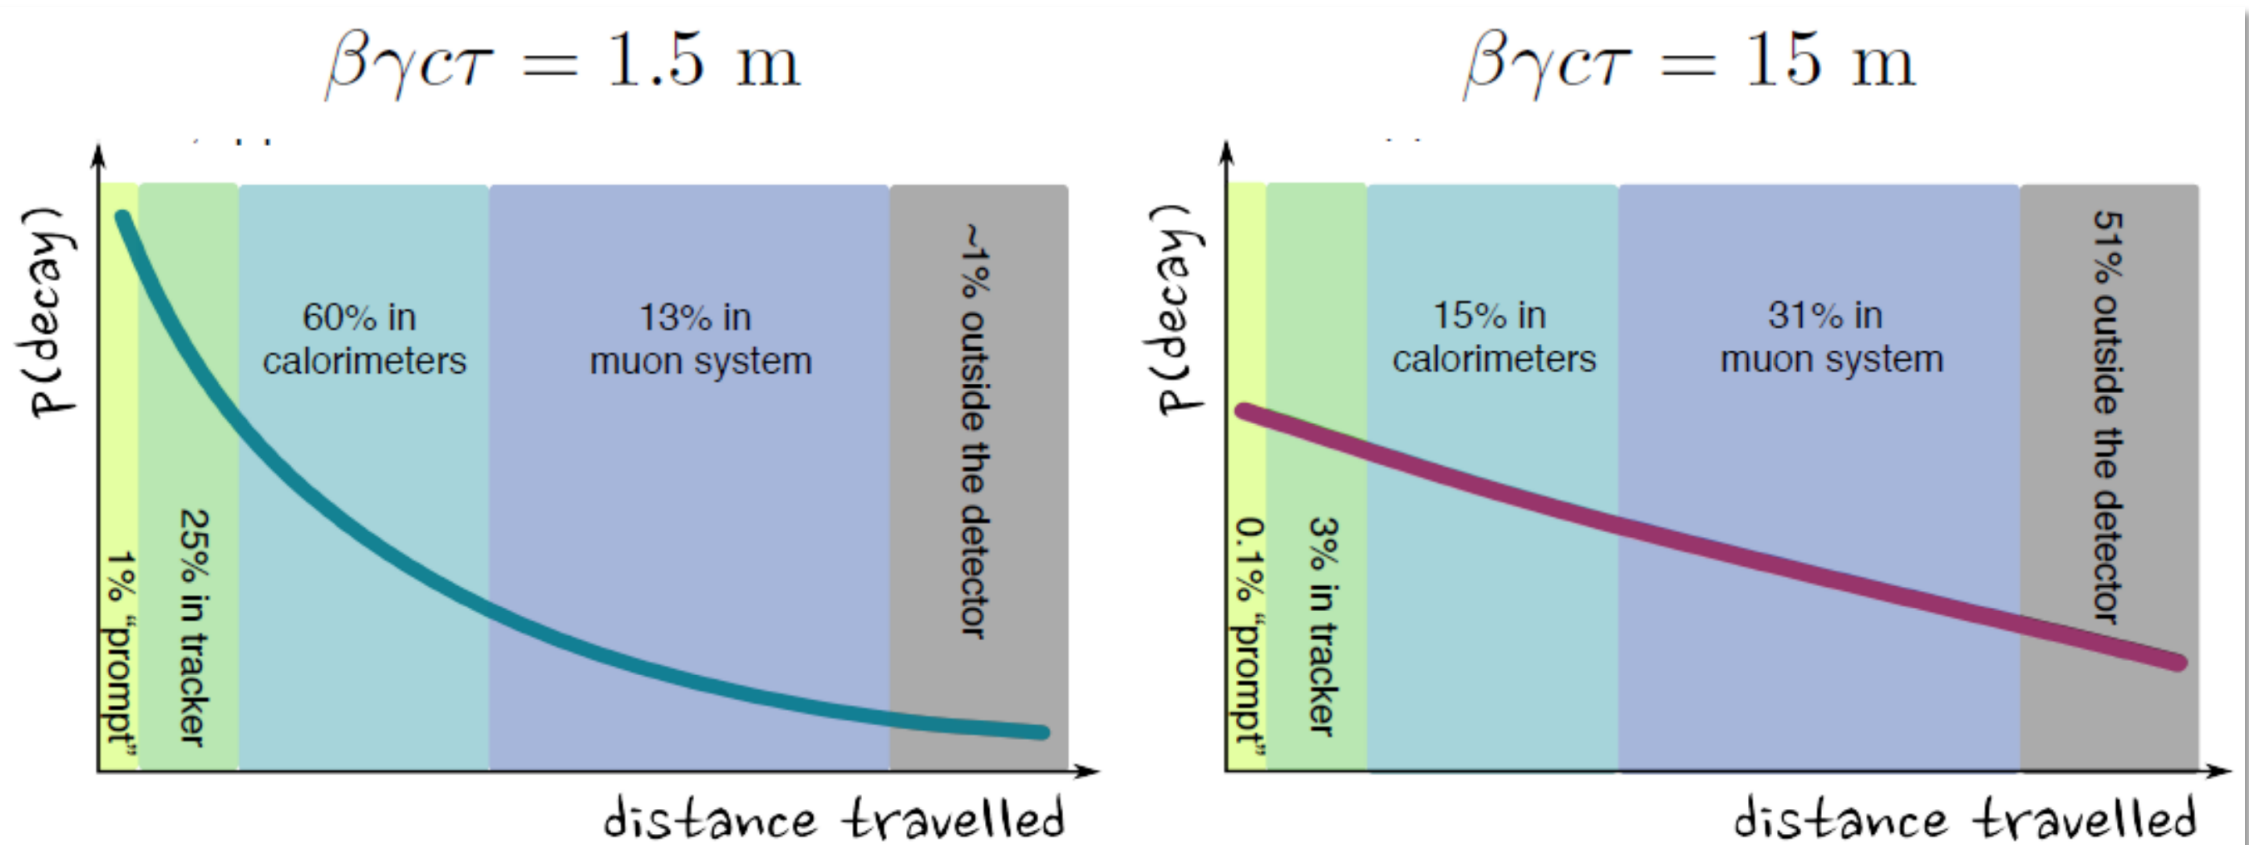 βγcτ = 1.5 m
P(decay)
1% “prompt”
25% in tracker
60% in
calorimeters
13% in
muon system
~1% outside the detector
distance travelled
βγcτ = 15 m
P(decay)
0.1% “prompt”
3% in tracker
15% in
calorimeters
31% in
muon system
51% outside the detector
distance travelled